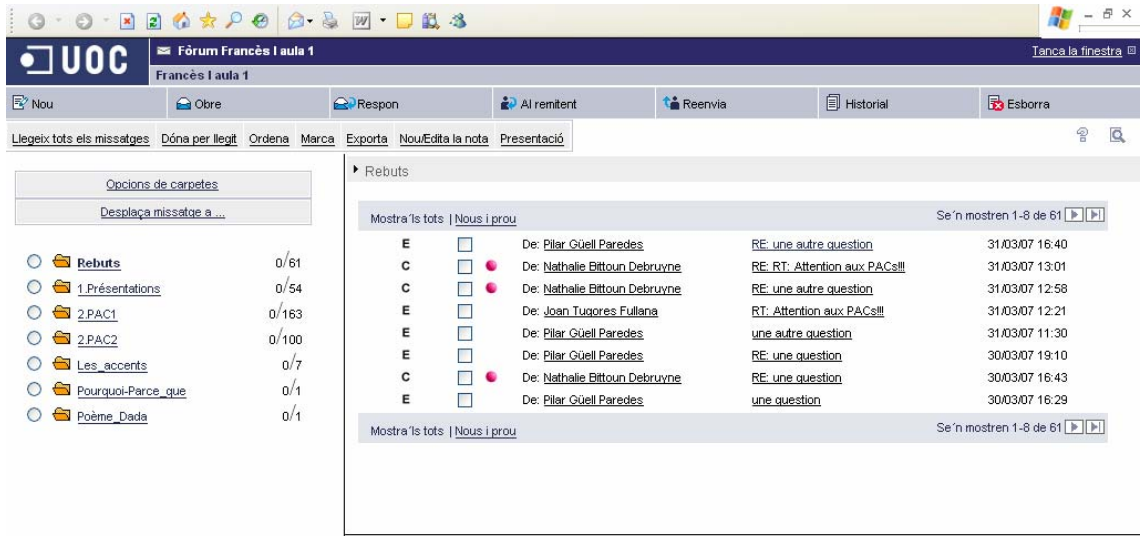 UOC
Fòrum Francès I aula 1
Tanca la finestra
Francès I aula 1
Nou Obre Respon Al remitent Reenvia Historial Esborra
Llegeix tots els missatges Dóna per llegit Ordena Marca Exporta Nou/Edita la nota Presentació
Opcions de carpetes
Desplaça missatge a ...
Rebuts 0/61
1.Présentations 0/54
2.PAC1 0/163
2.PAC2 0/100
Les_accents 0/7
Pourquoi-Parce_que 0/1
Poème_Dada 0/1
Rebuts
Mostra´ls tots | Nous i prou Se´n mostren 1-8 de 61
E De: Pilar Güell Paredes RE: une autre question 31/03/07 16:40
C De: Nathalie Bittoun Debruyne RE: RT: Attention aux PACs!!! 31/03/07 13:01
C De: Nathalie Bittoun Debruyne RE: une autre question 31/03/07 12:58
E De: Joan Tugores Fullana RT: Attention aux PACs!!! 31/03/07 12:21
E De: Pilar Güell Paredes une autre question 31/03/07 11:30
E De: Pilar Güell Paredes RE: une question 30/03/07 19:10
C De: Nathalie Bittoun Debruyne RE: une question 30/03/07 16:43
E De: Pilar Güell Paredes une question 30/03/07 16:29
Mostra´ls tots | Nous i prou Se´n mostren 1-8 de 61